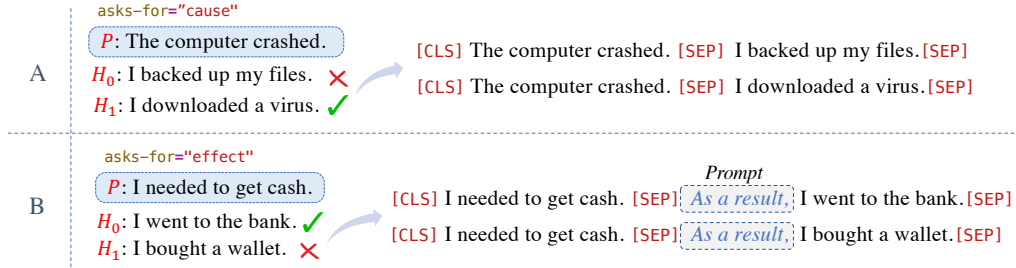 A
asks-for="cause"
P: The computer crashed.
H0: I backed up my files.
H1: I downloaded a virus.
[CLS] The computer crashed. [SEP] I backed up my files.[SEP]
[CLS] The computer crashed. [SEP] I downloaded a virus.[SEP]
B
asks-for="effect"
P: I needed to get cash.
H0: I went to the bank.
H1: I bought a wallet.
Prompt
[CLS] I needed to get cash. [SEP] As a result, I went to the bank.[SEP]
[CLS] I needed to get cash. [SEP] As a result, I bought a wallet.[SEP]